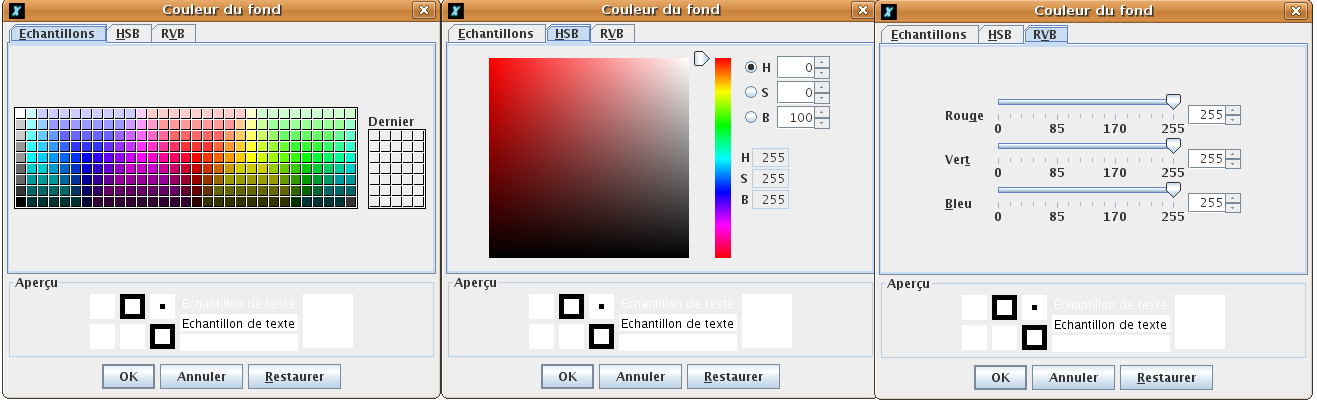 Couleur du fond
Echantillons HSB RVB
Dernier
Aperçu
Echantillon de texte
Echantillon de texte
OK Annuler Restaurer
Couleur du fond
Echantillons HSB RVB
H 0
S 0
B 100
H 255
S 255
B 255
Aperçu
Echantillon de texte
Echantillon de texte
OK Annuler Restaurer
Couleur du fond
Echantillons HSB RVB
Rouge 255
0 85 170 255
Vert 255
0 85 170 255
Bleu 255
0 85 170 255
Aperçu
Echantillon de texte
Echantillon de texte
OK Annuler Restaurer